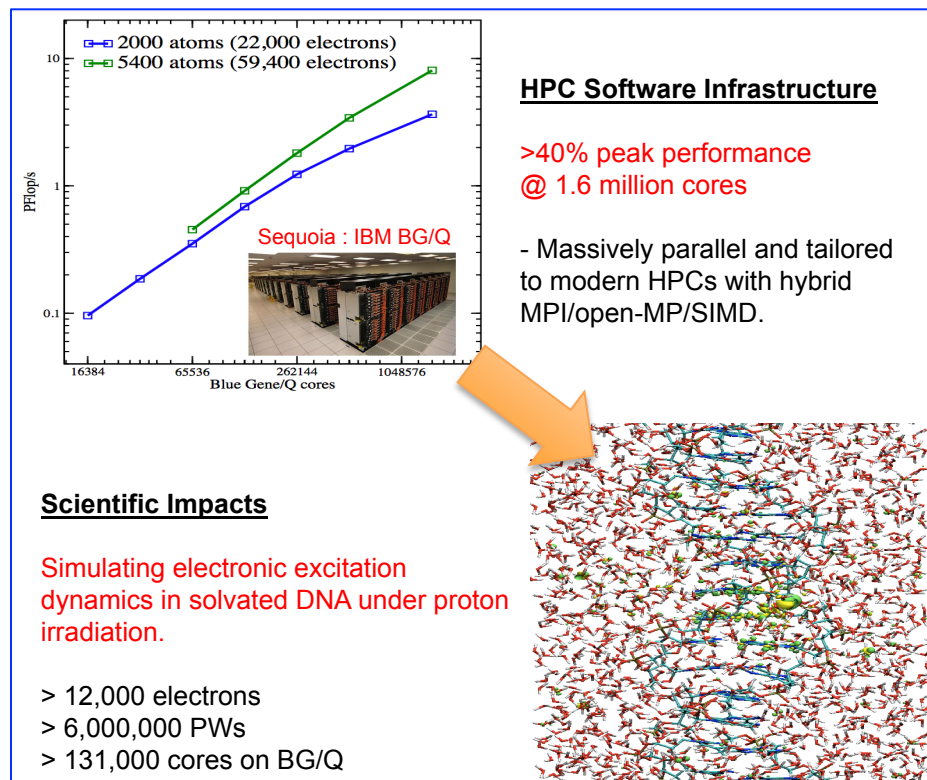 2000 atoms (22,000 electrons)
5400 atoms (59,400 electrons)
10
1
0.1
PFlop/s
16384
65536
262144
1048576
Blue Gene/Q cores
Sequoia : IBM BG/Q
HPC Software Infrastructure
>40% peak performance
@ 1.6 million cores
- Massively parallel and tailored
to modern HPCs with hybrid
MPI/open-MP/SIMD.
Scientific Impacts
Simulating electronic excitation
dynamics in solvated DNA under proton
irradiation.
> 12,000 electrons
> 6,000,000 PWs
> 131,000 cores on BG/Q